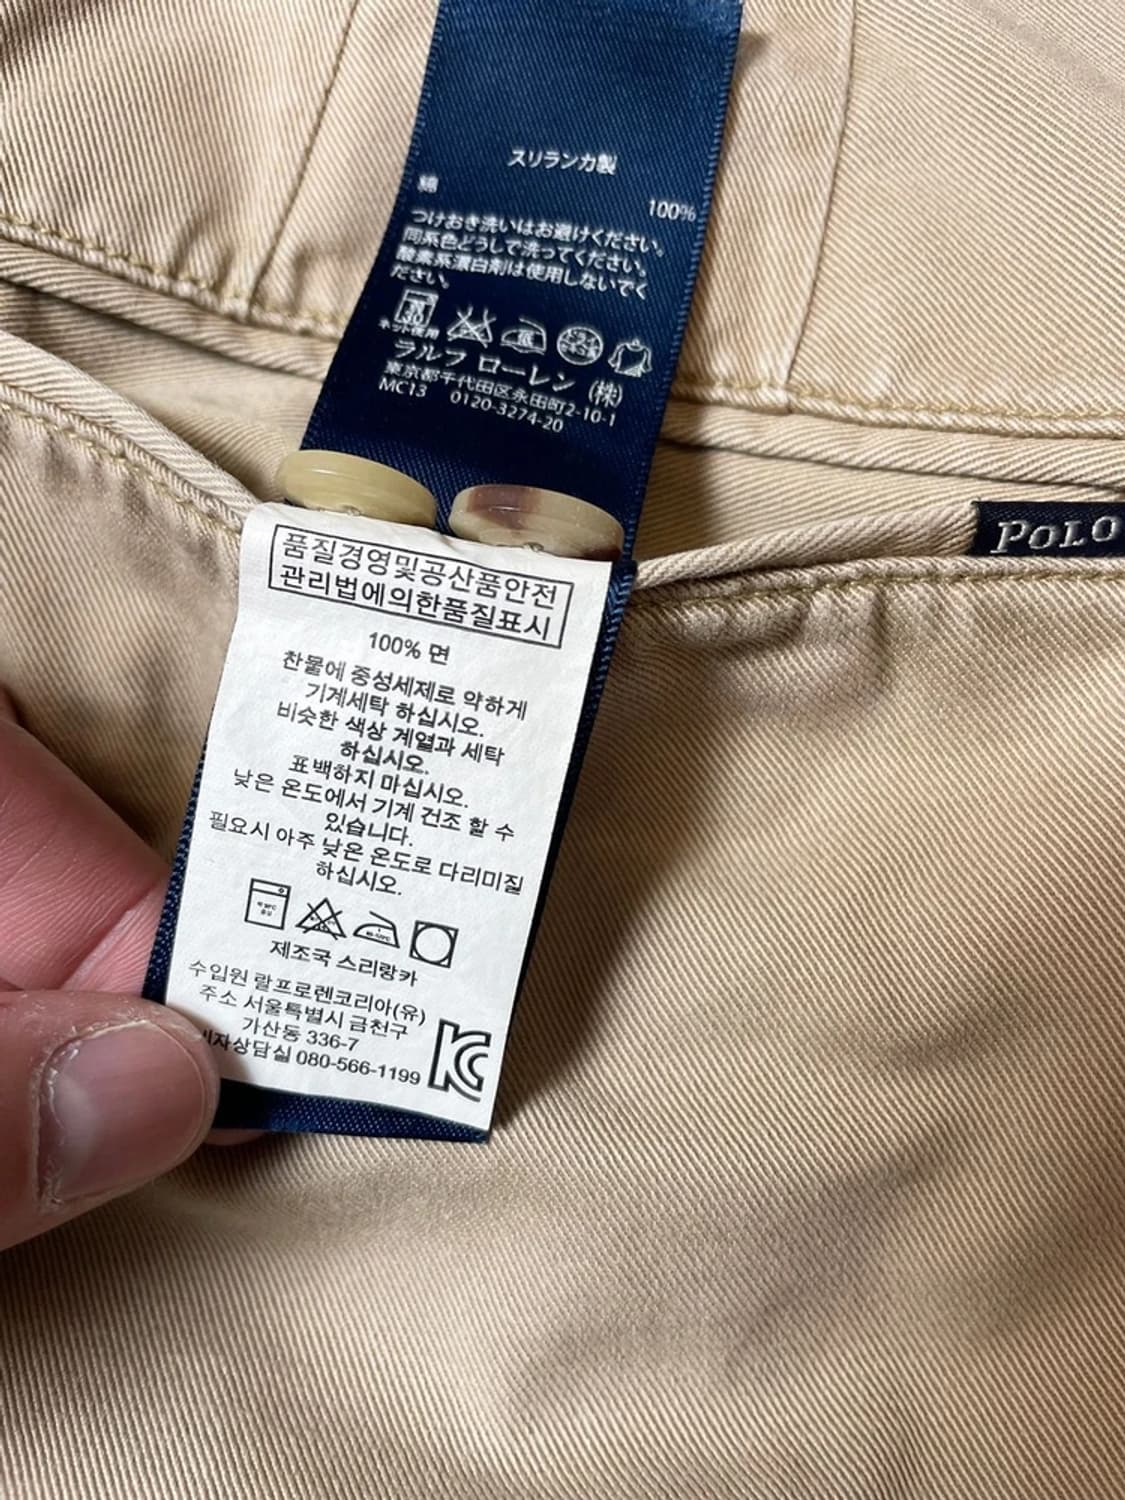 スリランカ製
綿 100%
つけおき洗いはお避けください。
同系色どうしで洗ってください。
酸素系漂白剤は使用しないでく
ださい。
30
ネット使用
ラルフ ローレン (株)
東京都千代田区永田町2-10-1
MC13 0120-3274-20
POLO
품질경영및공산품안전
관리법에의한품질표시
100% 면
찬물에 중성세제로 약하게
기계세탁 하십시오.
비슷한 색상 계열과 세탁
하십시오.
표백하지 마십시오.
낮은 온도에서 기계 건조 할 수
있습니다.
필요시 아주 낮은 온도로 다리미질
하십시오.
제조국 스리랑카
수입원 랄프로렌코리아(유)
주소 서울특별시 금천구
가산동 336-7
비자상담실 080-566-1199
KC